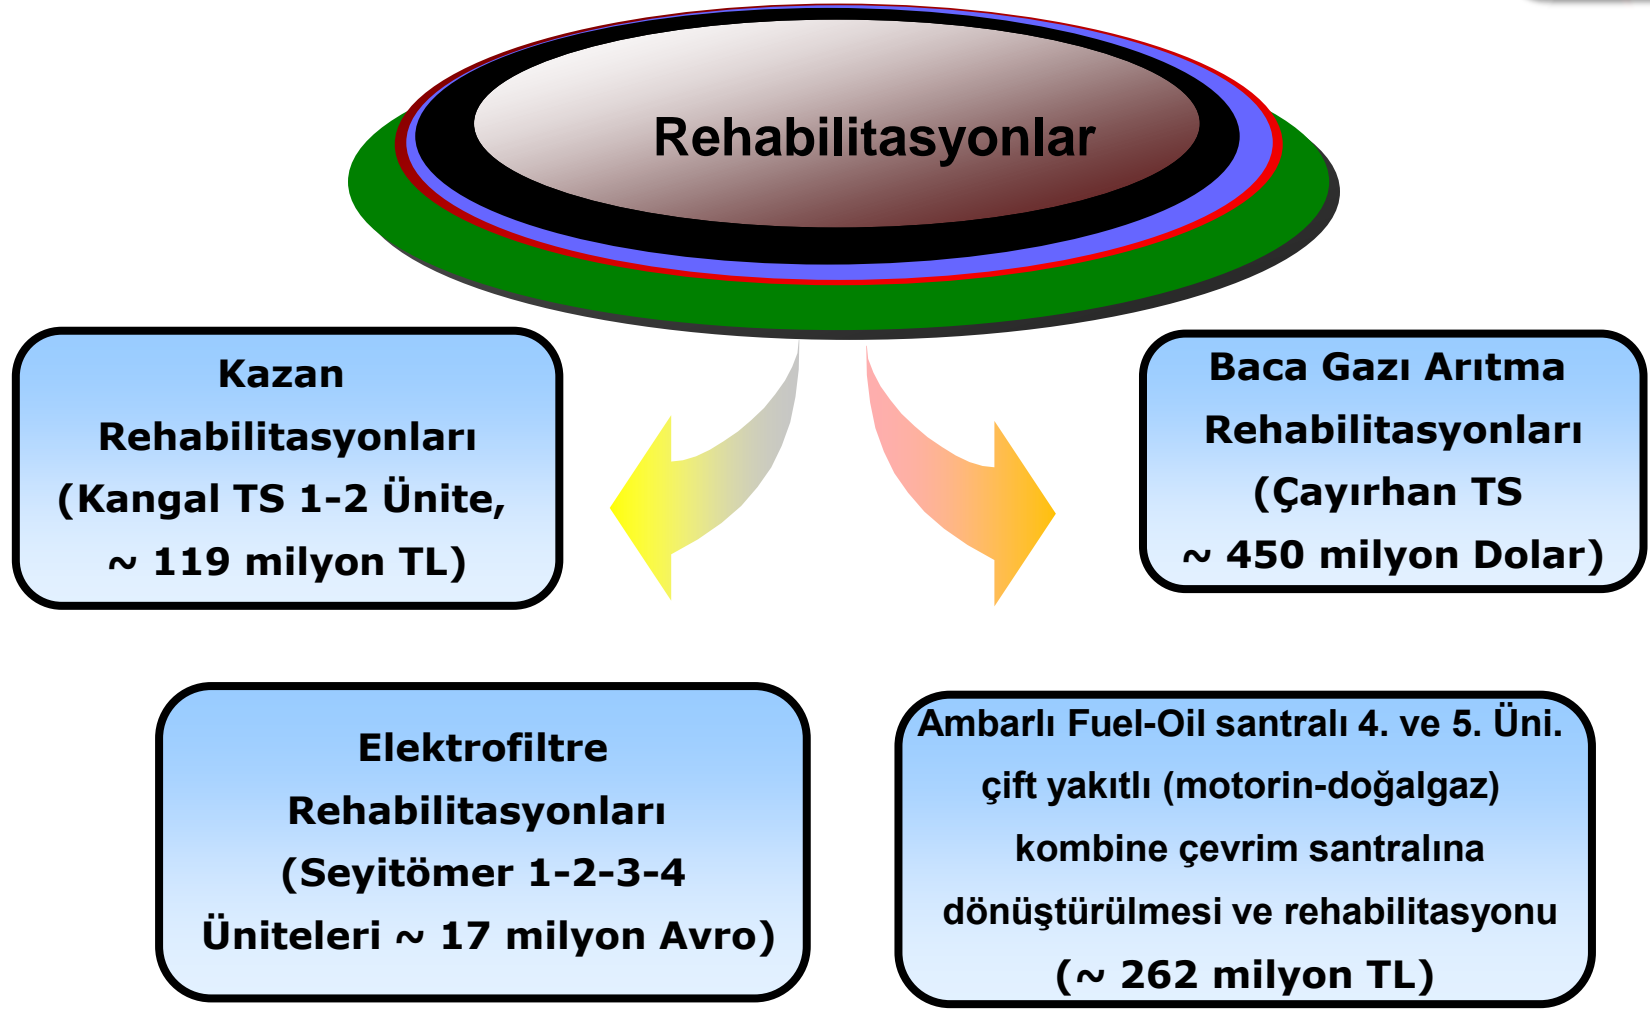 Rehabilitasyonlar
Kazan
Rehabilitasyonları
(Kangal TS 1-2 Ünite,
~ 119 milyon TL)
Baca Gazı Arıtma
Rehabilitasyonları
(Çayırhan TS
~ 450 milyon Dolar)
Elektrofiltre
Rehabilitasyonları
(Seyitömer 1-2-3-4
Üniteleri ~ 17 milyon Avro)
Ambarlı Fuel-Oil santralı 4. ve 5. Üni.
çift yakıtlı (motorin-doğalgaz)
kombine çevrim santralına
dönüştürülmesi ve rehabilitasyonu
(~ 262 milyon TL)